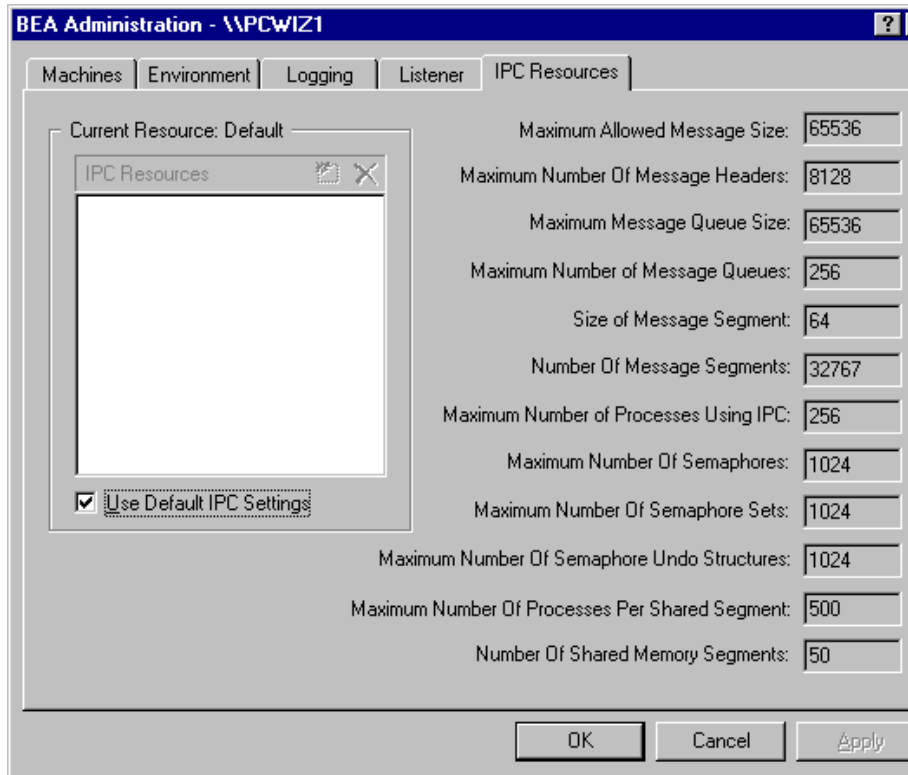 BEA Administration - \\PCWIZ1 ?
Machines Environment Logging Listener IPC Resources
Current Resource: Default
IPC Resources
Use Default IPC Settings
Maximum Allowed Message Size: 65536
Maximum Number Of Message Headers: 8128
Maximum Message Queue Size: 65536
Maximum Number of Message Queues: 256
Size of Message Segment: 64
Number Of Message Segments: 32767
Maximum Number of Processes Using IPC: 256
Maximum Number Of Semaphores: 1024
Maximum Number Of Semaphore Sets: 1024
Maximum Number Of Semaphore Undo Structures: 1024
Maximum Number Of Processes Per Shared Segment: 500
Number Of Shared Memory Segments: 50
OK Cancel Apply